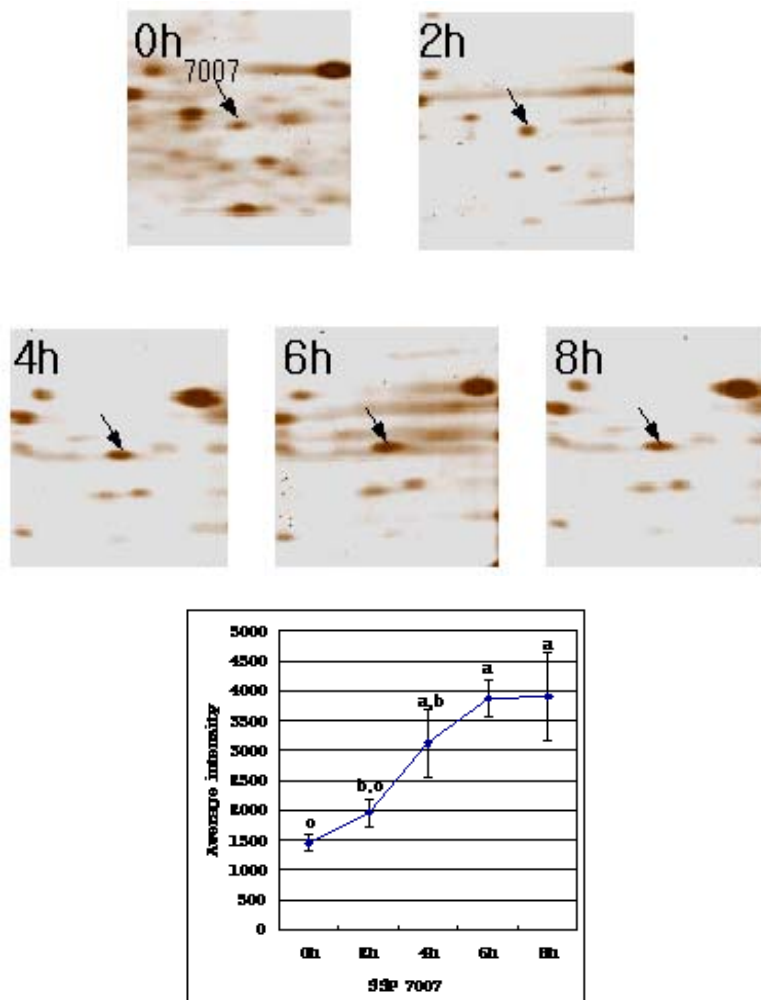 0h
7007
2h
4h
6h
8h
5000
4500
4000
3500
3000
2500
2000
1500
1000
500
0
Average intensity
o
b,o
a,b
a
a
0h 2h 4h 6h 8h
SSP 7007